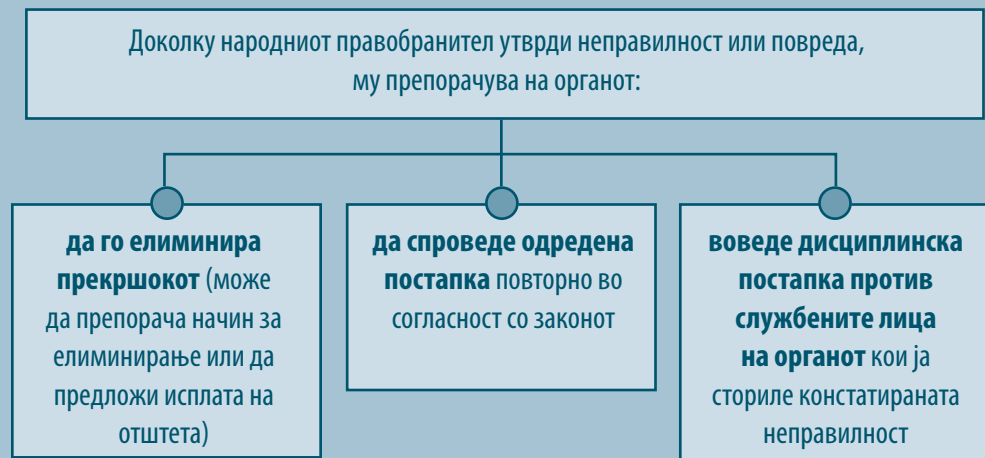 Доколку народниот правобранител утврди неправилност или повреда,
му препорачува на органот:
да го елиминира
прекршокот (може
да препорача начин за
елиминирање или да
предложи исплата на
отштета)
да спроведе одредена
постапка повторно во
согласност со законот
воведе дисциплинска
постапка против
службените лица
на органот кои ја
сториле констатираната
неправилност